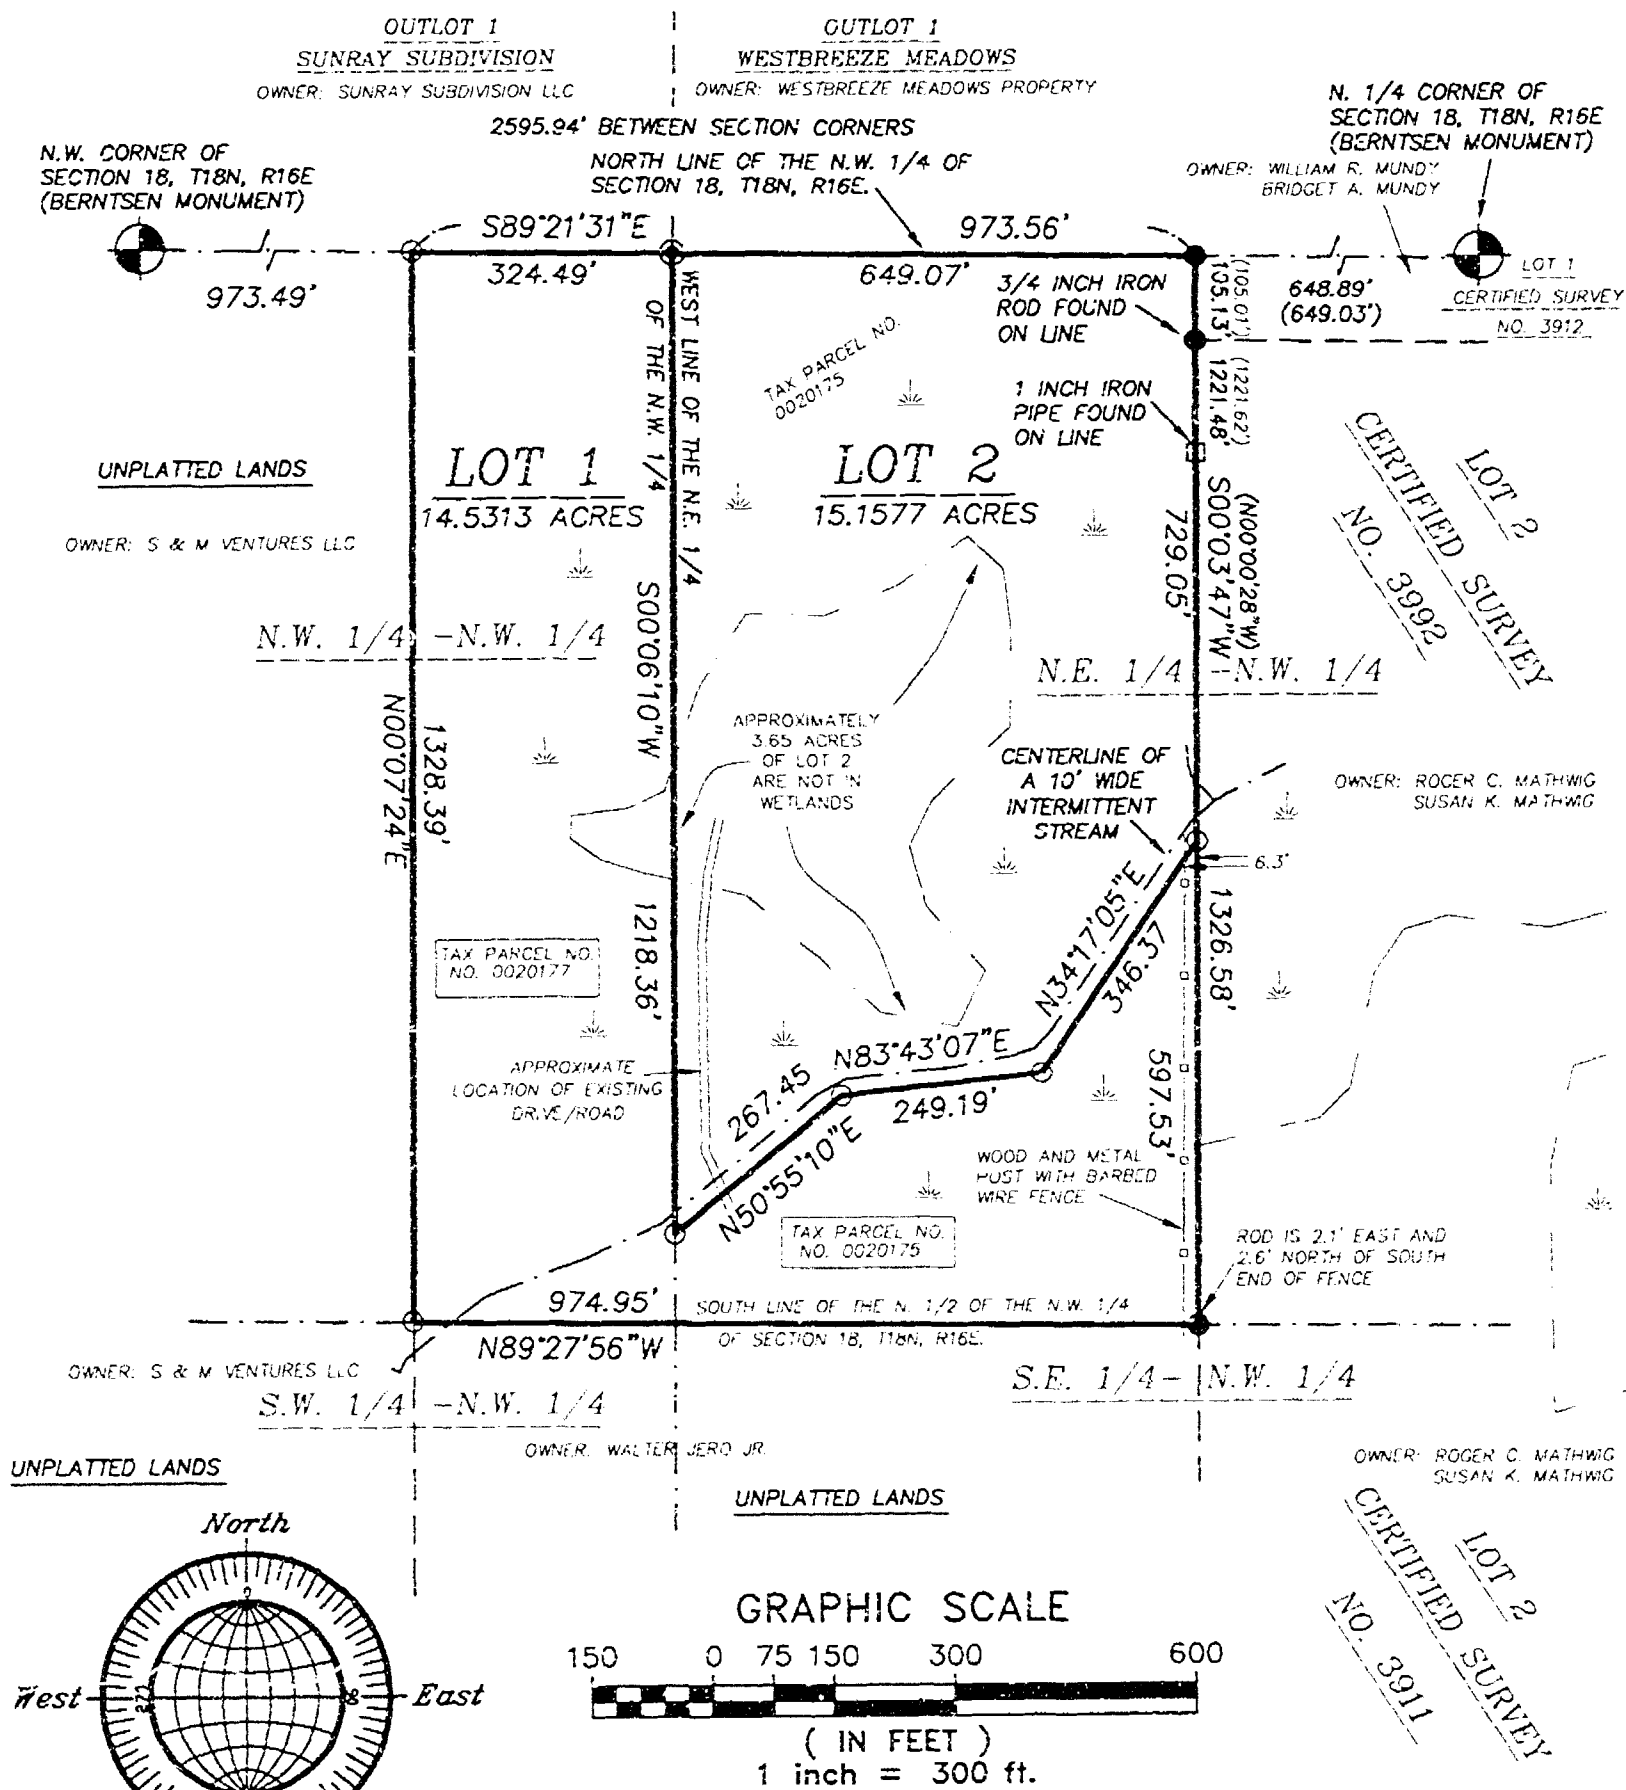 OUTLOT 1
SUNRAY SUBDIVISION
OWNER: SUNRAY SUBDIVISION LLC
OUTLOT 1
WESTBREEZE MEADOWS
OWNER: WESTBREEZE MEADOWS PROPERTY
N. 1/4 CORNER OF
SECTION 18, T18N, R16E
(BERNTSEN MONUMENT)
2595.94' BETWEEN SECTION CORNERS
N.W. CORNER OF
SECTION 18, T18N, R16E
(BERNTSEN MONUMENT)
NORTH LINE OF THE N.W. 1/4 OF
SECTION 18, T18N, R16E.
OWNER: WILLIAM R. MUNDY
BRIDGET A. MUNDY
S89°21'31"E
973.56'
973.49'
324.49'
649.07'
648.89'
(649.03')
LOT 1
CERTIFIED SURVEY
NO. 3912
3/4 INCH IRON
ROD FOUND
ON LINE
105.13'
(105.01')
1 INCH IRON
PIPE FOUND
ON LINE
(1221.62')
1221.48'
TAX PARCEL NO.
0020175
WEST LINE OF THE N.E. 1/4
OF THE N.W. 1/4
UNPLATTED LANDS
LOT 1
14.5313 ACRES
LOT 2
15.1577 ACRES
OWNER: S & M VENTURES LLC
LOT 2
CERTIFIED SURVEY
NO. 3992
(N00°00'28"W)
S00°03'47"W
729.05'
S00°06'10"W
N.W. 1/4 -N.W. 1/4
N.E. 1/4 -N.W. 1/4
N00°07'24"E
1328.39'
APPROXIMATELY
3.65 ACRES
OF LOT 2
ARE NOT IN
WETLANDS
CENTERLINE OF
A 10' WIDE
INTERMITTENT
STREAM
OWNER: ROGER C. MATHWIG
SUSAN K. MATHWIG
6.3'
1326.58'
1218.36'
N34°17'05"E
346.37
TAX PARCEL NO.
NO. 0020177
N83°43'07"E
249.19'
267.45
N50°55'10"E
597.53'
APPROXIMATE
LOCATION OF EXISTING
DRIVE/ROAD
WOOD AND METAL
POST WITH BARBED
WIRE FENCE
TAX PARCEL NO.
NO. 0020175
ROD IS 2.1' EAST AND
2.6' NORTH OF SOUTH
END OF FENCE
974.95'
SOUTH LINE OF THE N. 1/2 OF THE N.W. 1/4
OF SECTION 18, T18N, R16E.
N89°27'56"W
OWNER: S & M VENTURES LLC
S.W. 1/4 -N.W. 1/4
S.E. 1/4- N.W. 1/4
OWNER: WALTER JERO JR.
UNPLATTED LANDS
UNPLATTED LANDS
OWNER: ROGER C. MATHWIG
SUSAN K. MATHWIG
LOT 2
CERTIFIED SURVEY
NO. 3911
North
0
West
270
90
East
GRAPHIC SCALE
150 0 75 150 300 600
( IN FEET )
1 inch = 300 ft.